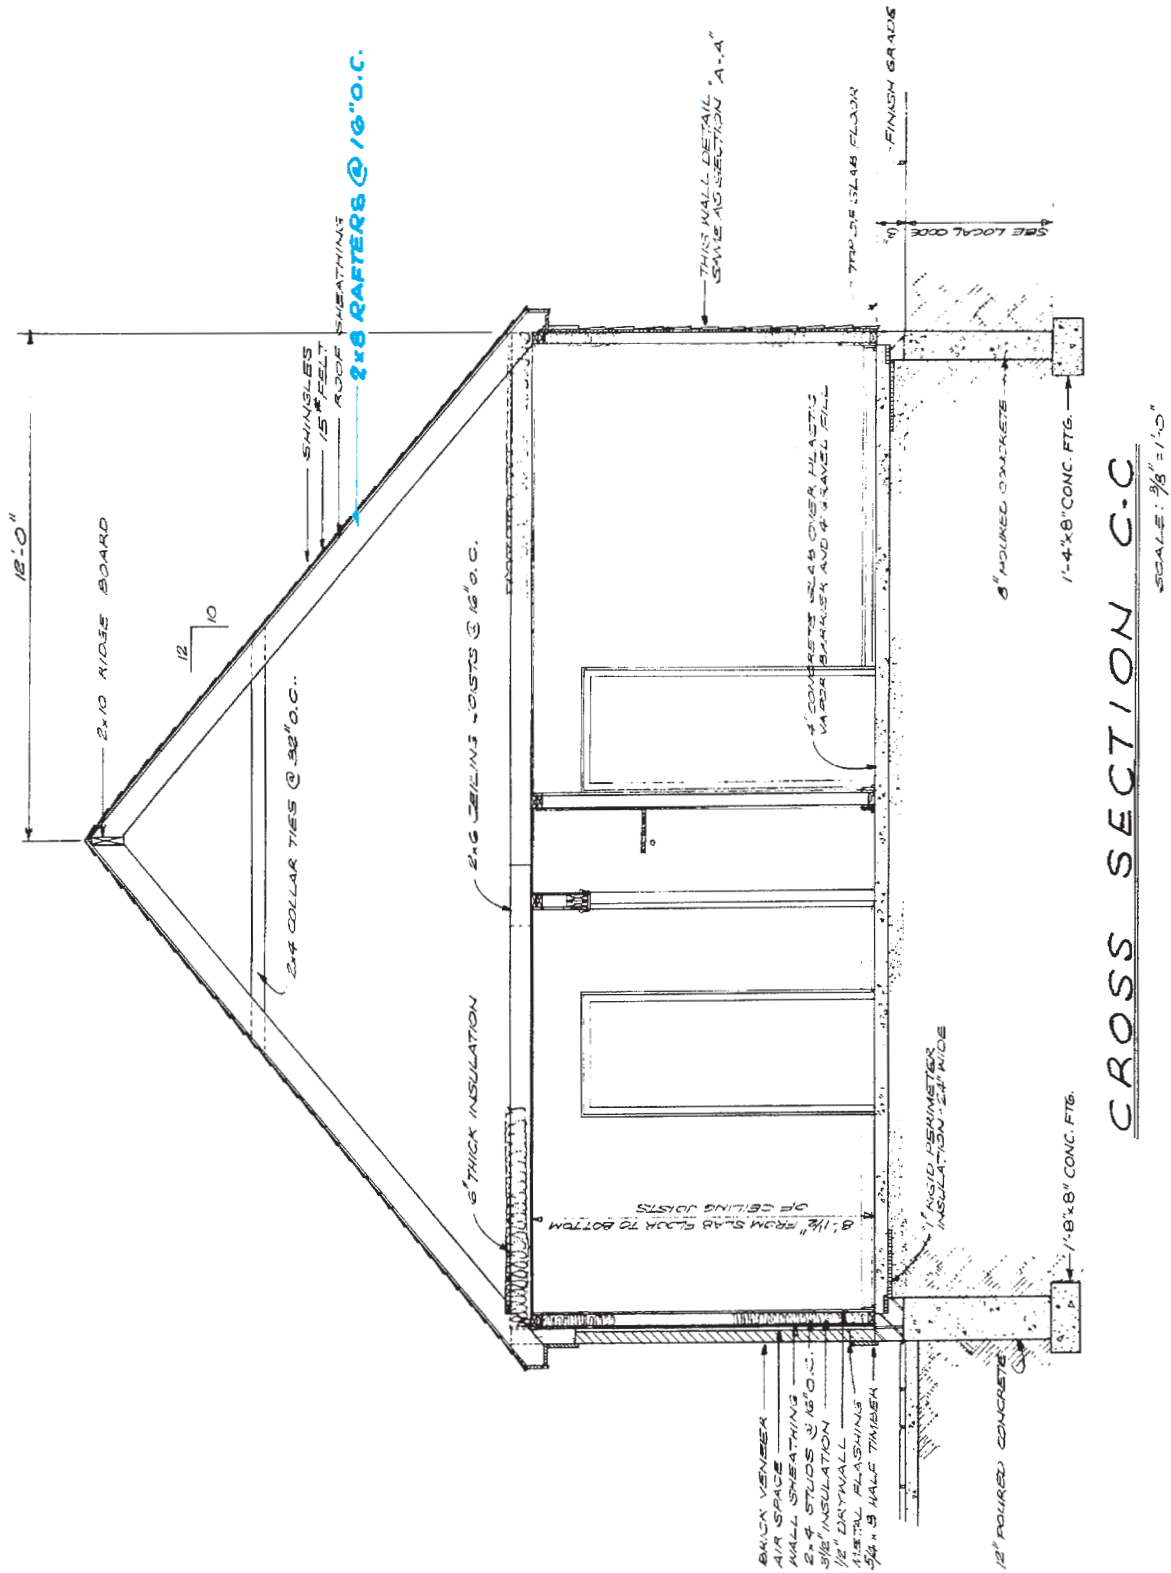 12'-0"
2x10 RIDGE BOARD
12
10
SHINGLES
15# FELT
ROOF SHEATHING
2x8 RAFTERS @ 16" O.C.
2x4 COLLAR TIES @ 32" O.C.
6" THICK INSULATION
2x6 CEILING JOISTS @ 16" O.C.
THIS WALL DETAIL
SAME AS SECTION "A-A"
TOP OF SLAB FLOOR
FINISH GRADE
8"
SEE LOCAL CODE
8'-1½" FROM SLAB FLOOR TO BOTTOM
OF CEILING JOISTS
4" CONCRETE SLAB OVER PLASTIC
VAPOR BARRIER AND 4" GRAVEL FILL
BRICK VENEER
AIR SPACE
WALL SHEATHING
2x4 STUDS @ 16" O.C.
3½" INSULATION
1/2" DRYWALL
METAL FLASHING
5/4 x 8 HALF TIMBER
1" RIGID PERIMETER
INSULATION - 24" WIDE
12" POURED CONCRETE
1'-8"x8" CONC. FTG.
8" POURED CONCRETE
1'-4"x8" CONC. FTG.
CROSS SECTION C-C
SCALE: 3/8" = 1'-0"